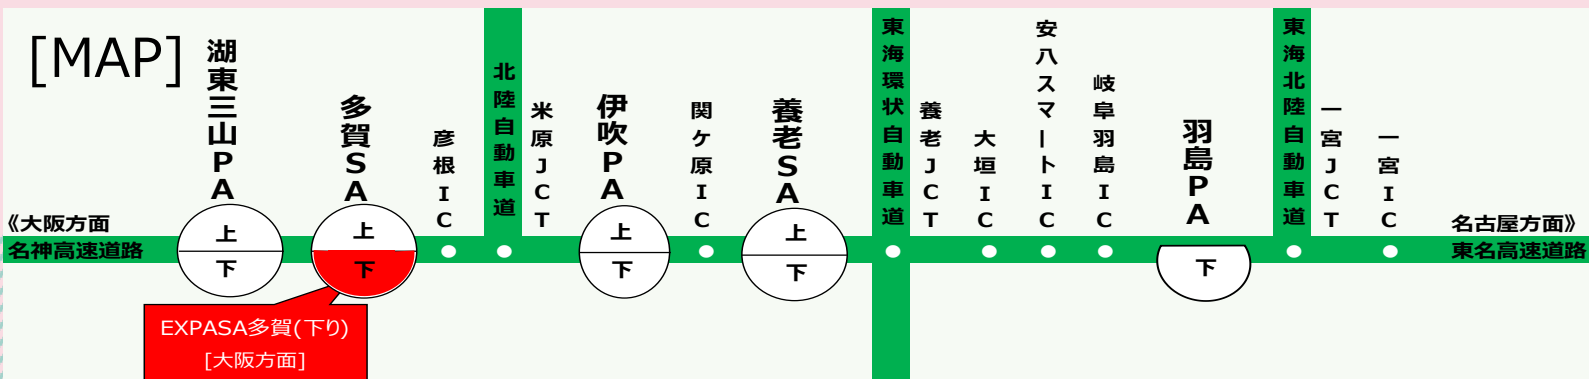 [MAP]
湖東三山PA
上
下
多賀SA
上
下
彦根IC
北陸自動車道
米原JCT
伊吹PA
上
下
関ケ原IC
養老SA
上
下
東海環状自動車道
養老JCT
大垣IC
安八スマートIC
岐阜羽島IC
羽島PA
下
東海北陸自動車道
一宮JCT
一宮IC
《大阪方面
名神高速道路
名古屋方面》
東名高速道路
EXPASA多賀(下り)
[大阪方面]